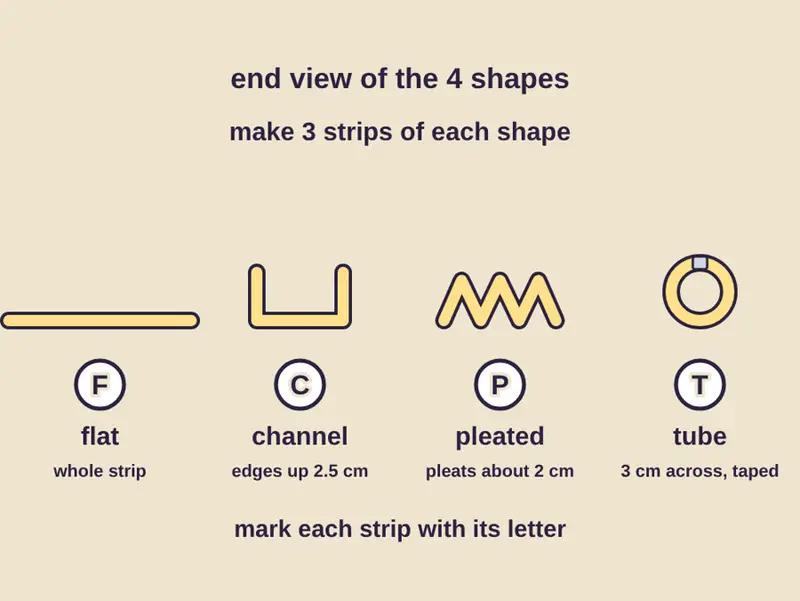 end view of the 4 shapes
make 3 strips of each shape
F C P T
flat channel pleated tube
whole strip edges up 2.5 cm pleats about 2 cm 3 cm across, taped
mark each strip with its letter